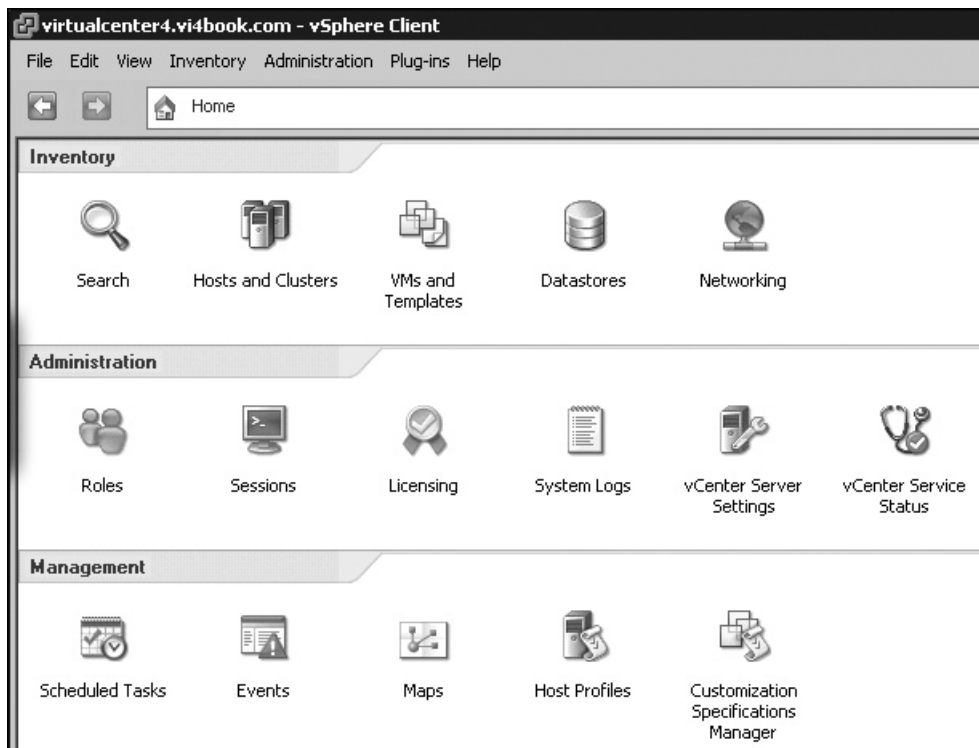 virtualcenter4.vi4book.com - vSphere Client
File Edit View Inventory Administration Plug-ins Help
Home
Inventory
Search
Hosts and Clusters
VMs and
Templates
Datastores
Networking
Administration
Roles
Sessions
Licensing
System Logs
vCenter Server
Settings
vCenter Service
Status
Management
Scheduled Tasks
Events
Maps
Host Profiles
Customization
Specifications
Manager